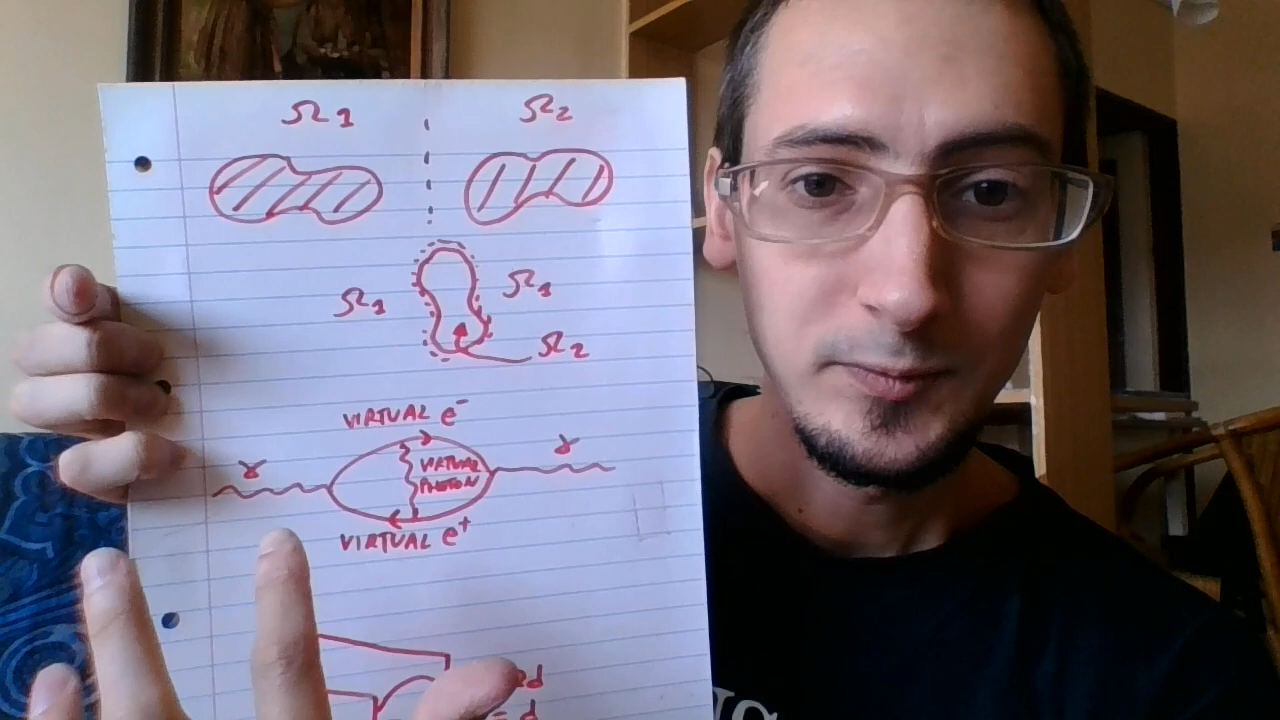 Ω1 Ω2
Ω1 Ω1
Ω2
VIRTUAL e⁻
γ VIRTUAL PHOTON γ
VIRTUAL e⁺
d
= d